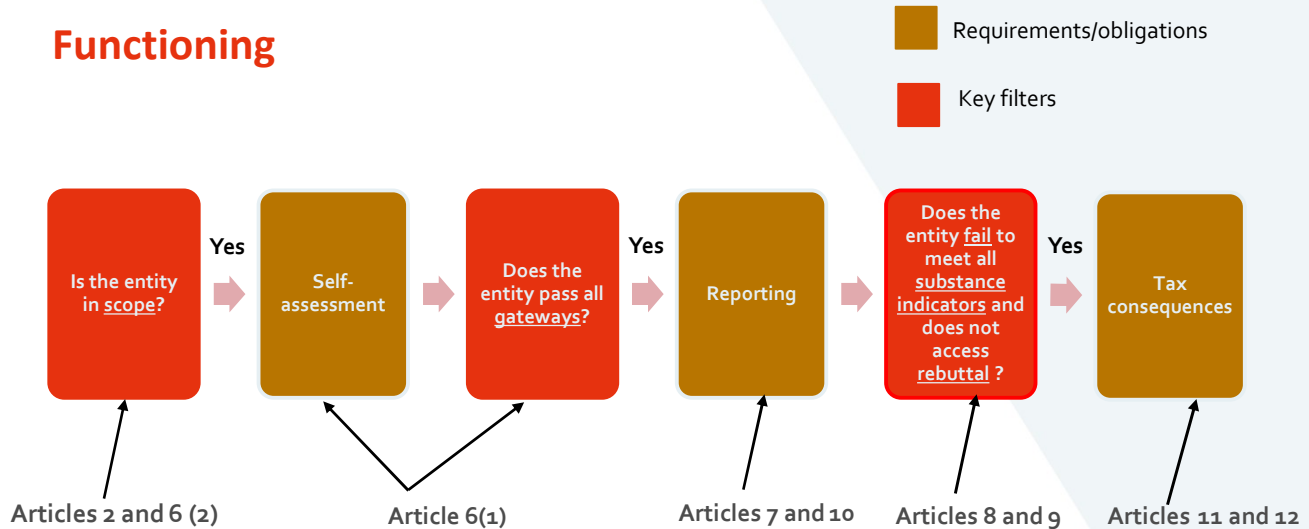 Functioning
Requirements/obligations
Key filters
Is the entity
in scope?
Yes
Self-
assessment
Does the
entity pass all
gateways?
Yes
Reporting
Does the
entity fail to
meet all
substance
indicators and
does not
access
rebuttal ?
Yes
Tax
consequences
Articles 2 and 6 (2)
Article 6(1)
Articles 7 and 10
Articles 8 and 9
Articles 11 and 12